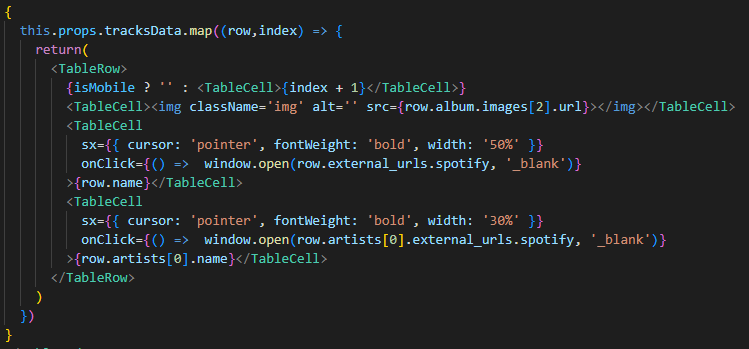 {
this.props.tracksData.map((row,index) => {
return(
<TableRow>
{isMobile ? '' : <TableCell>{index + 1}</TableCell>}
<TableCell><img className='img' alt='' src={row.album.images[2].url}></img></TableCell>
<TableCell
sx={{ cursor: 'pointer', fontWeight: 'bold', width: '50%' }}
onClick={() =>  window.open(row.external_urls.spotify, '_blank')}
>{row.name}</TableCell>
<TableCell
sx={{ cursor: 'pointer', fontWeight: 'bold', width: '30%' }}
onClick={() =>  window.open(row.artists[0].external_urls.spotify, '_blank')}
>{row.artists[0].name}</TableCell>
</TableRow>
)
})
}